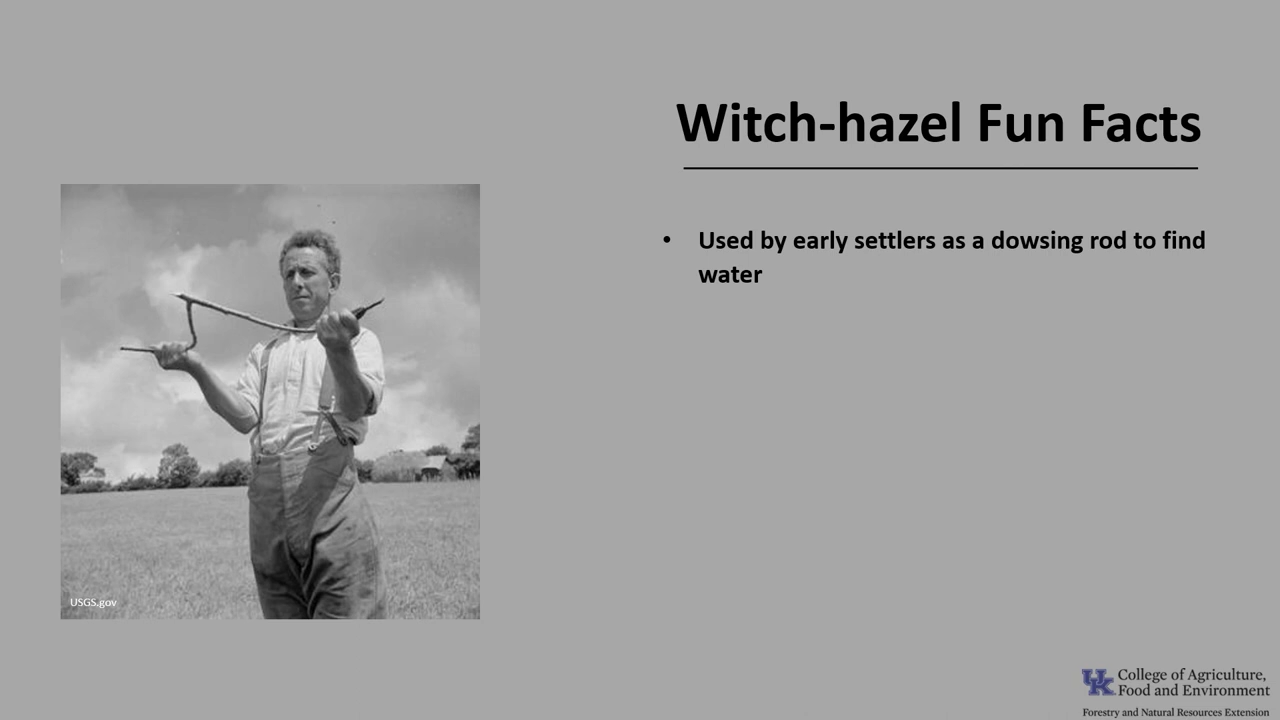 Witch-hazel Fun Facts
• Used by early settlers as a dowsing rod to find
water
USGS.gov
UK College of Agriculture,
Food and Environment
Forestry and Natural Resources Extension